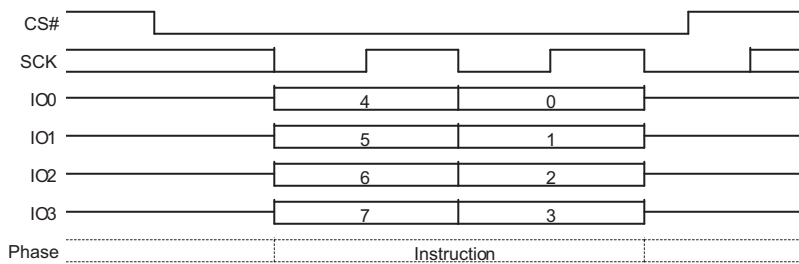 CS#
SCK
IO0 4 0
IO1 5 1
IO2 6 2
IO3 7 3
Phase Instruction